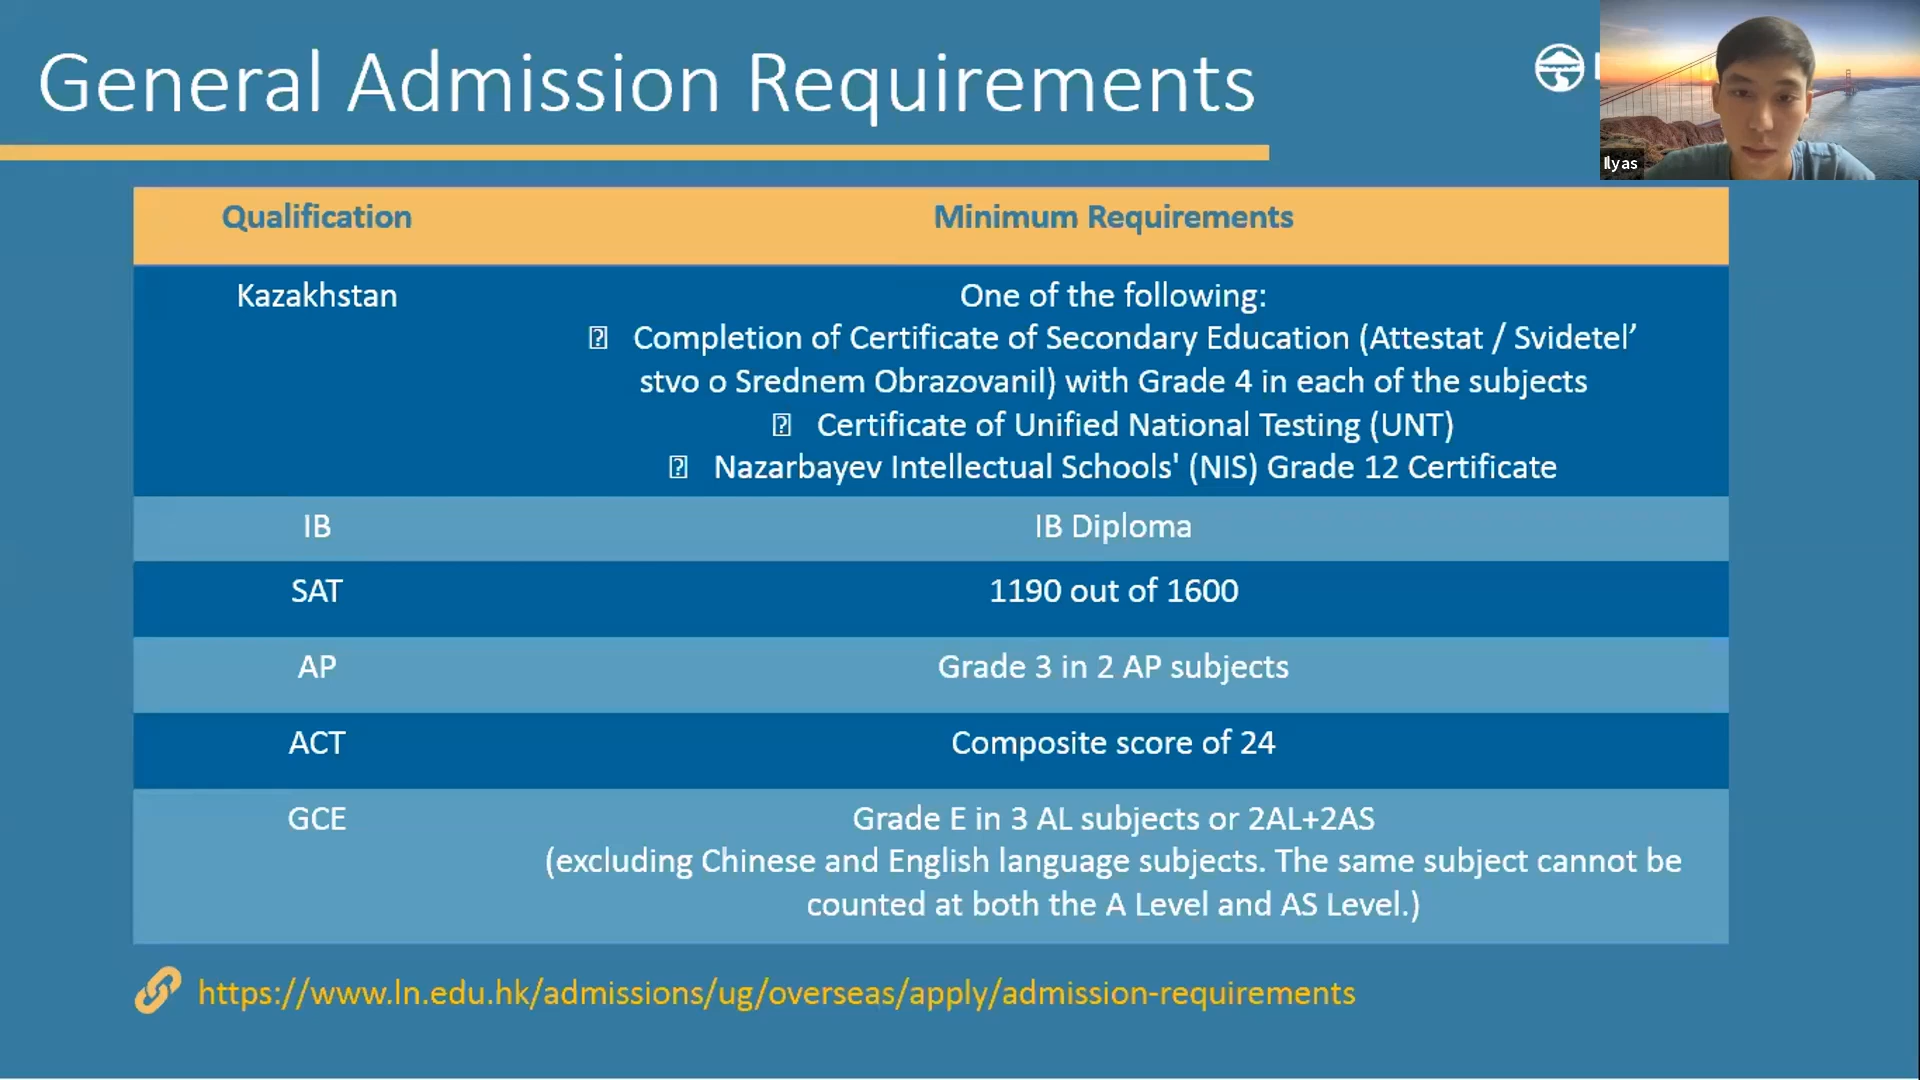 General Admission Requirements
Ilyas
Qualification
Minimum Requirements
Kazakhstan
One of the following:
Completion of Certificate of Secondary Education (Attestat / Svidetel’
stvo o Srednem Obrazovanil) with Grade 4 in each of the subjects
Certificate of Unified National Testing (UNT)
Nazarbayev Intellectual Schools' (NIS) Grade 12 Certificate
IB
IB Diploma
SAT
1190 out of 1600
AP
Grade 3 in 2 AP subjects
ACT
Composite score of 24
GCE
Grade E in 3 AL subjects or 2AL+2AS
(excluding Chinese and English language subjects. The same subject cannot be
counted at both the A Level and AS Level.)
https://www.ln.edu.hk/admissions/ug/overseas/apply/admission-requirements